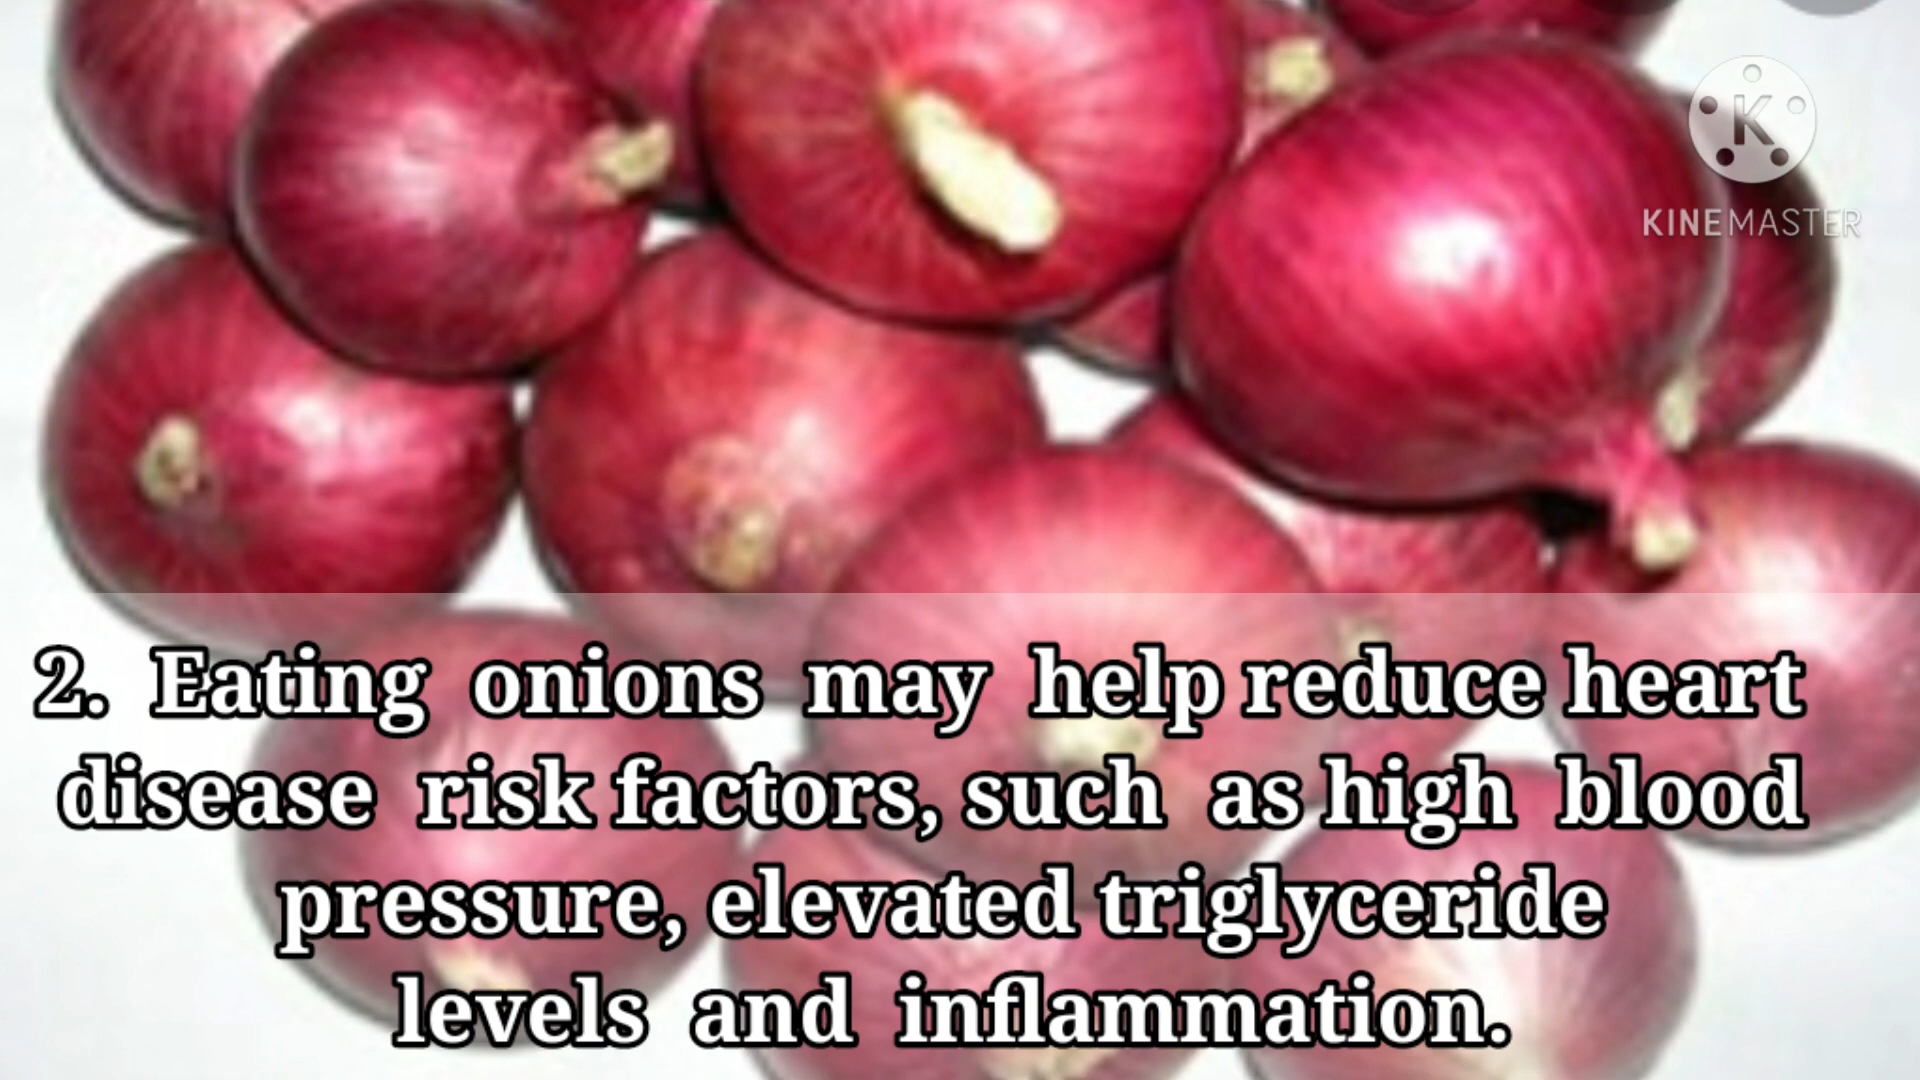 K
KINEMASTER
2. Eating onions may help reduce heart
disease risk factors, such as high blood
pressure, elevated triglyceride
levels and inflammation.